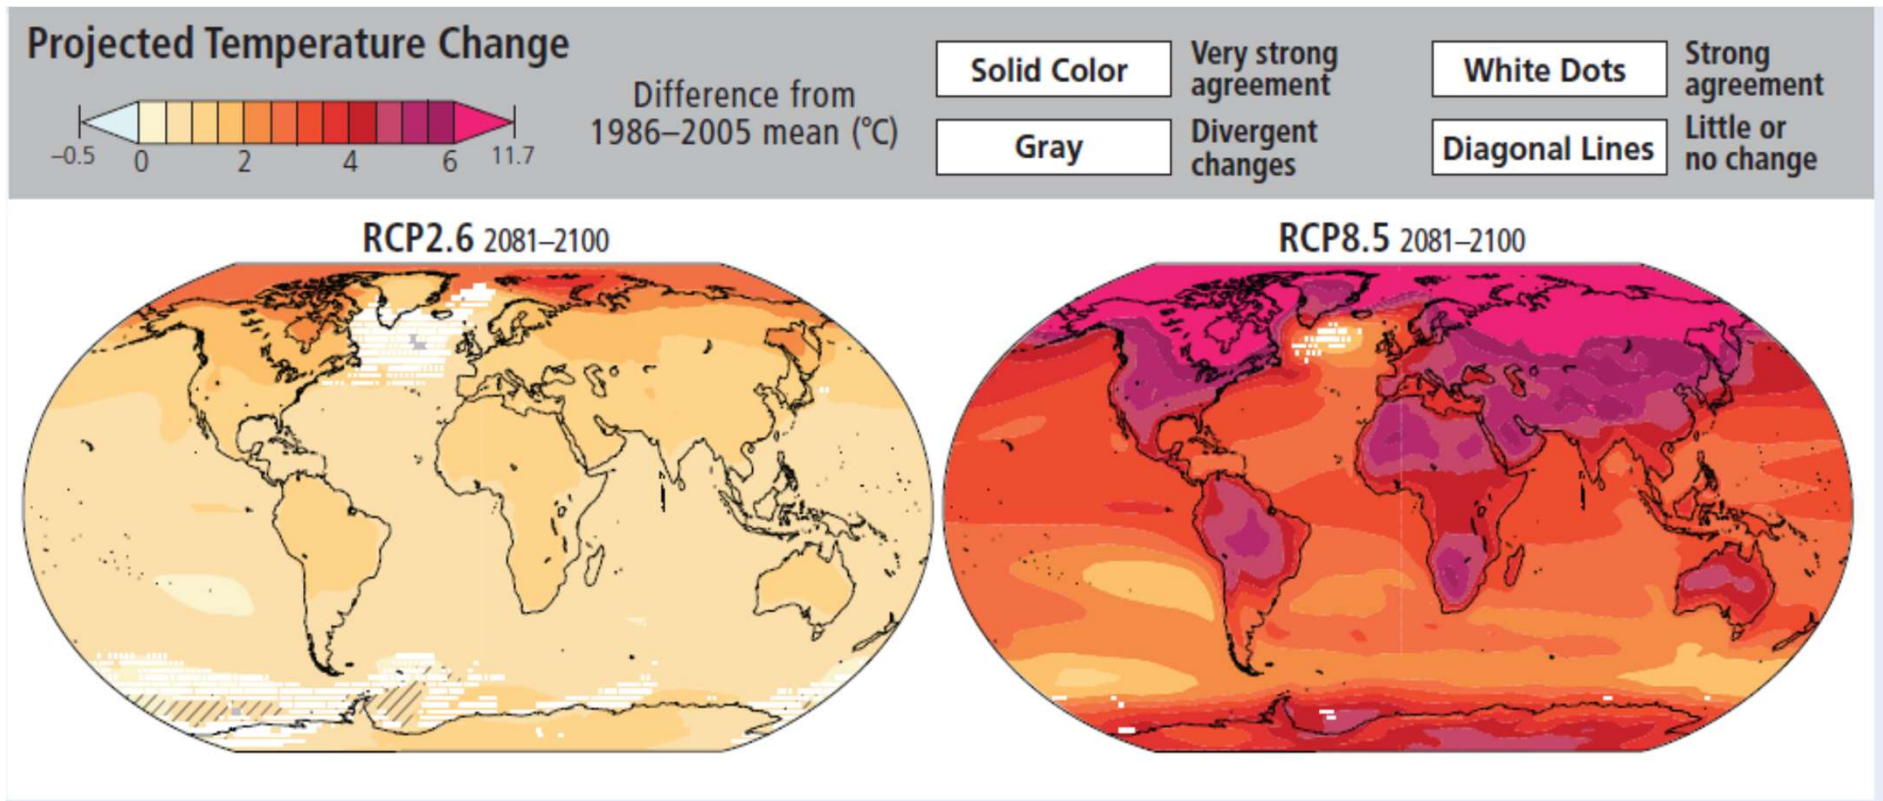 Projected Temperature Change
–0.5
0
2
4
6
11.7
Difference from
1986–2005 mean (°C)
Solid Color
Very strong
agreement
White Dots
Strong
agreement
Gray
Divergent
changes
Diagonal Lines
Little or
no change
RCP2.6 2081–2100
RCP8.5 2081–2100